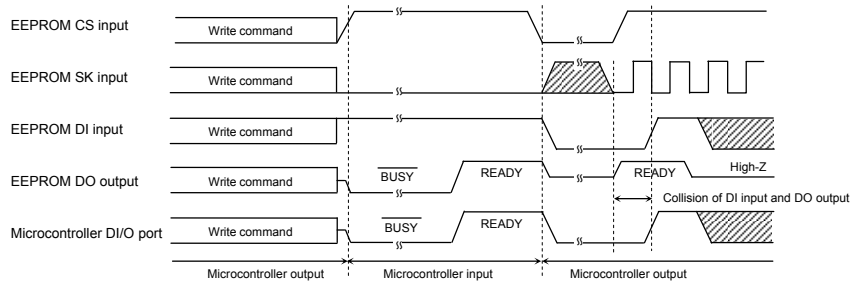 EEPROM CS input
Write command
EEPROM SK input
Write command
EEPROM DI input
Write command
EEPROM DO output
Write command
BUSY
READY
READY
High-Z
Collision of DI input and DO output
Microcontroller DI/O port
Write command
BUSY
READY
Microcontroller output
Microcontroller input
Microcontroller output